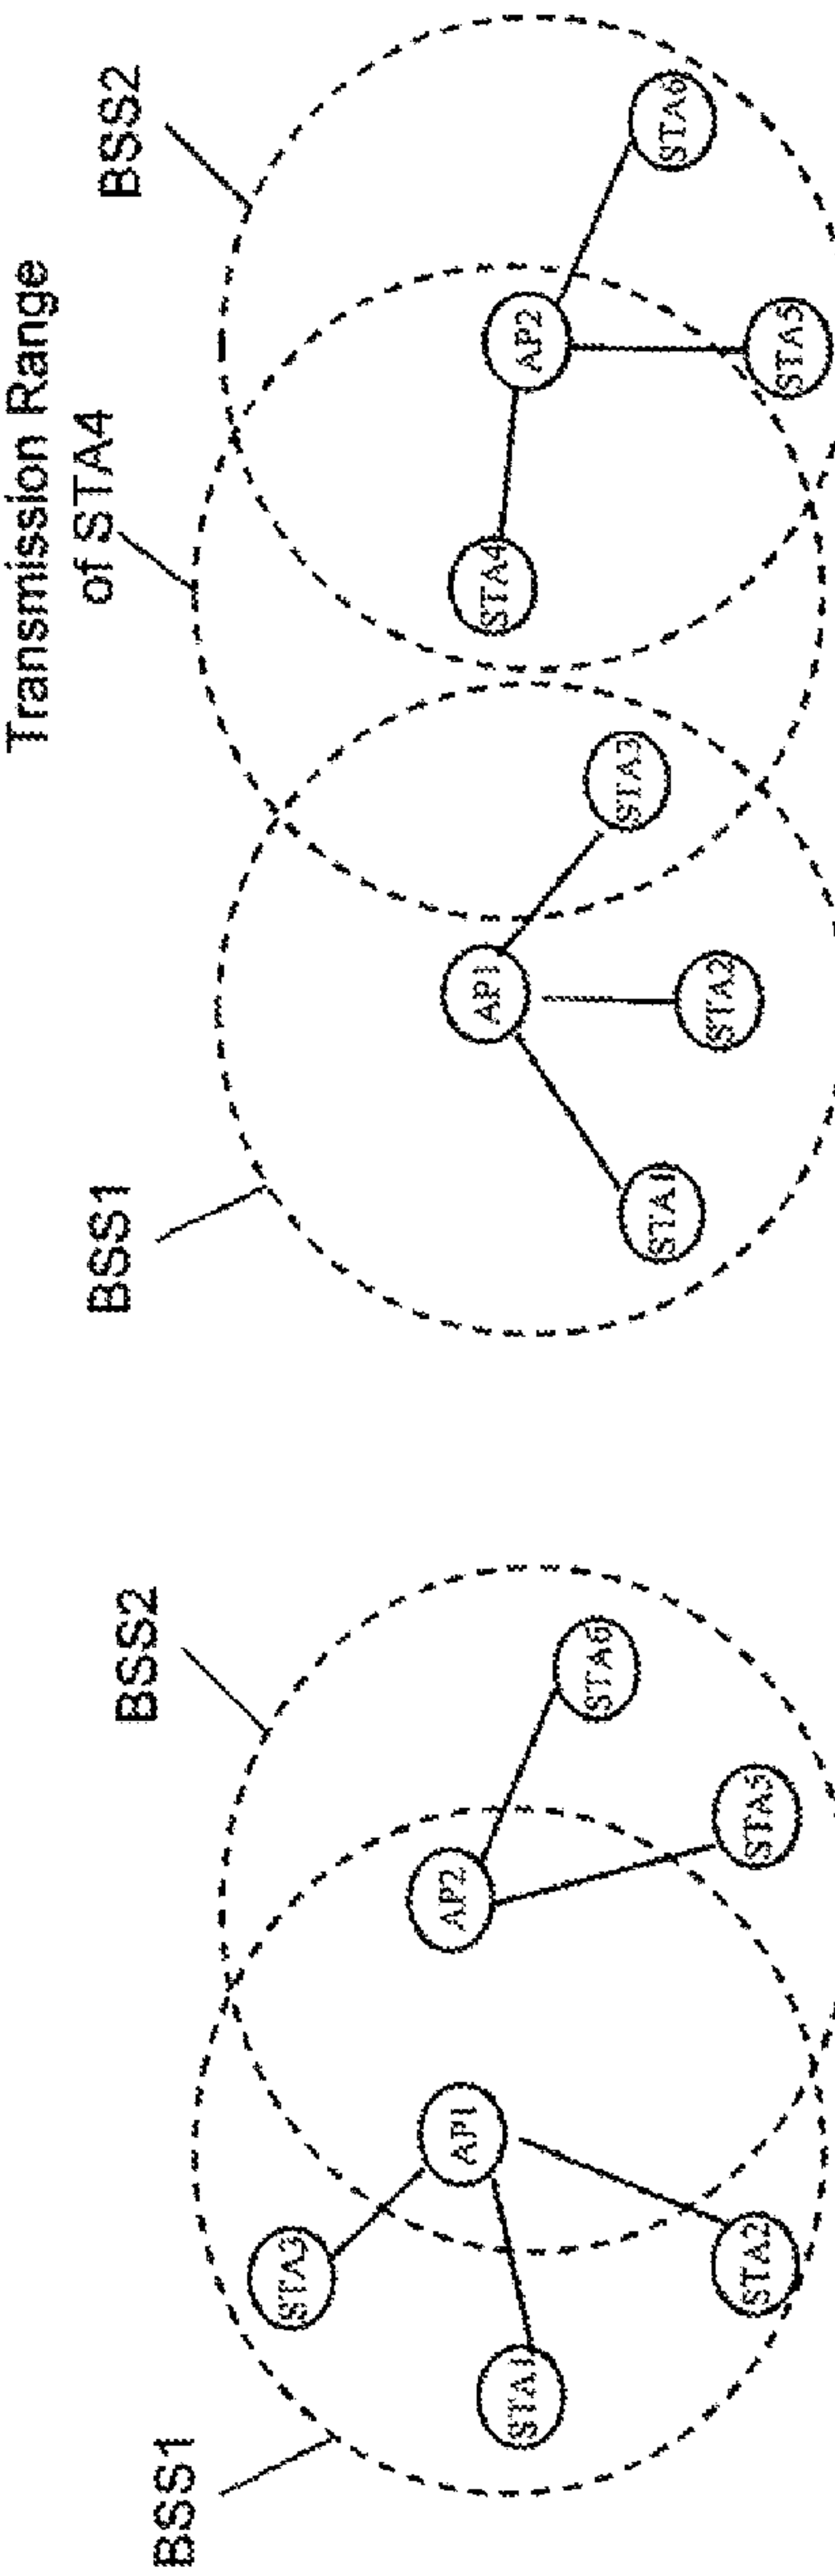 BSS1
BSS2
STA3
AP1
AP2
STA6
STA1
STA2
STA5
Transmission Range
of STA4
BSS1
BSS2
STA4
AP1
AP2
STA3
STA6
STA1
STA2
STA5